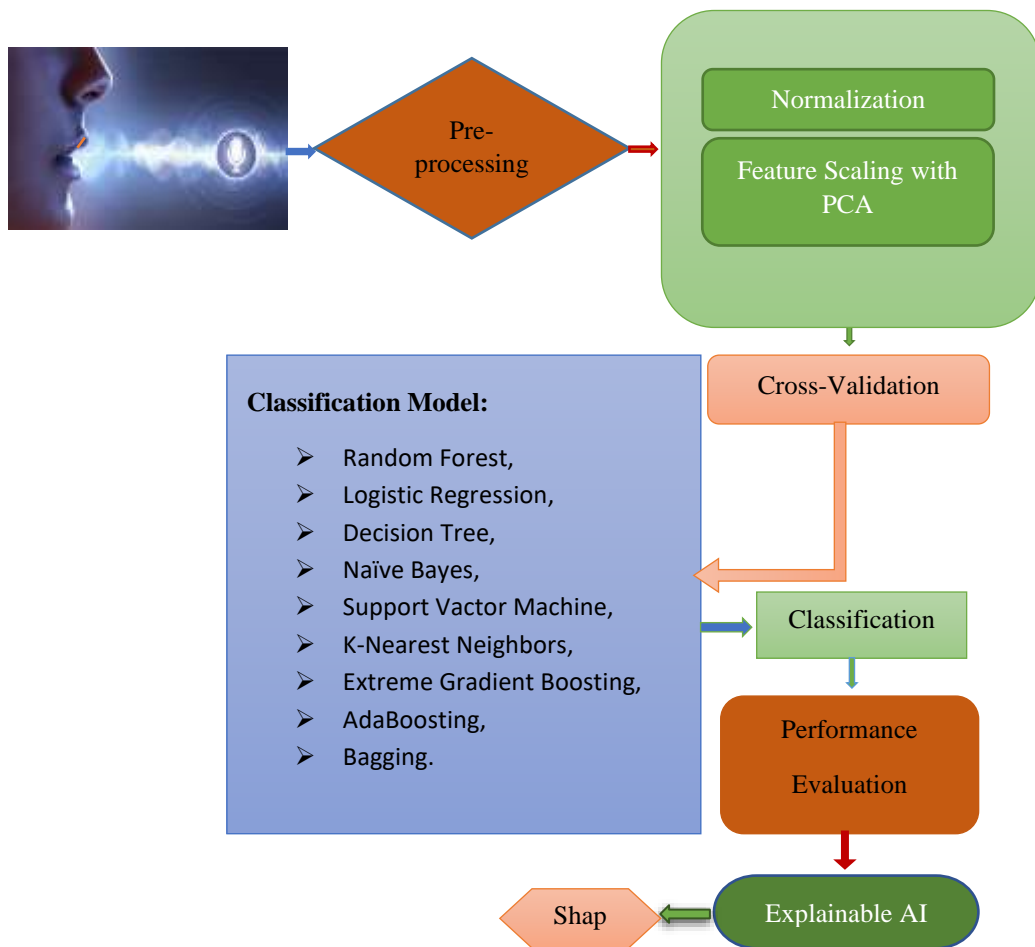 Pre-
processing
Normalization
Feature Scaling with
PCA
Cross-Validation
Classification Model:
Random Forest,
Logistic Regression,
Decision Tree,
Naïve Bayes,
Support Vactor Machine,
K-Nearest Neighbors,
Extreme Gradient Boosting,
AdaBoosting,
Bagging.
Classification
Performance
Evaluation
Explainable AI
Shap